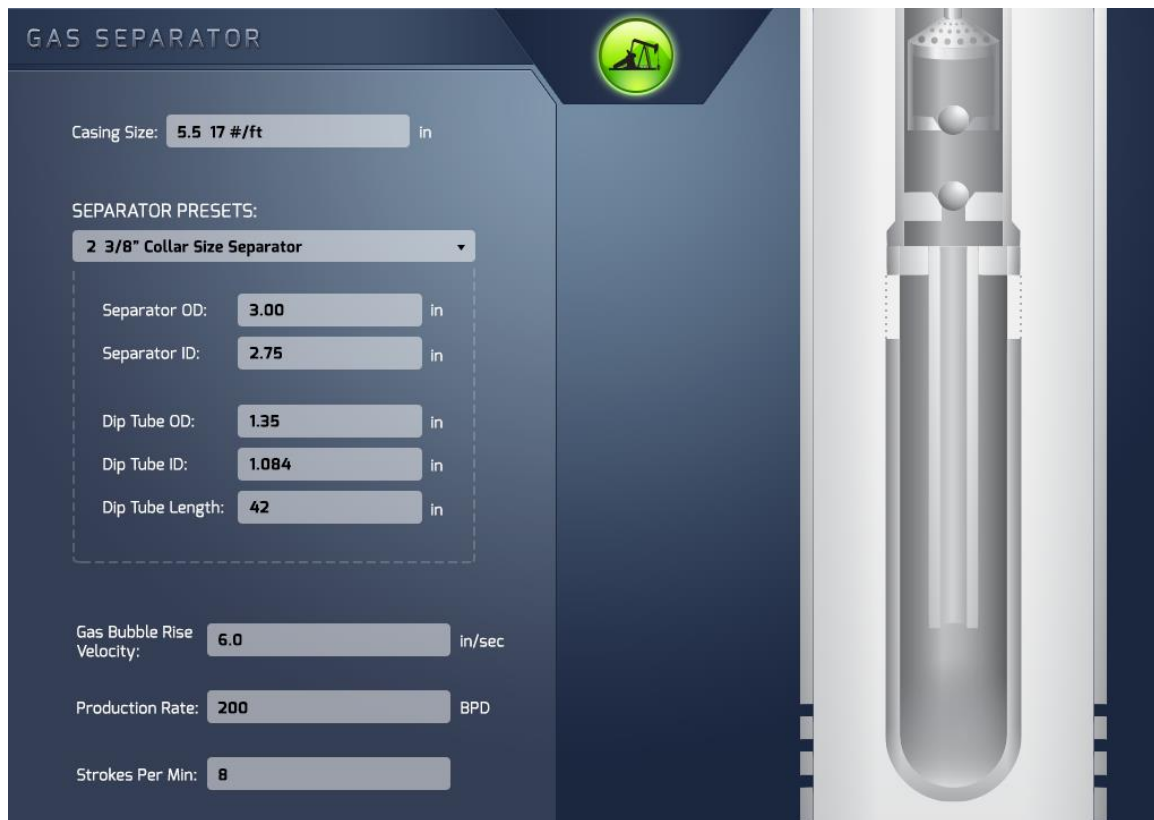 GAS SEPARATOR
Casing Size: 5.5 17 #/ft in
SEPARATOR PRESETS:
2 3/8” Collar Size Separator
Separator OD: 3.00 in
Separator ID: 2.75 in
Dip Tube OD: 1.35 in
Dip Tube ID: 1.084 in
Dip Tube Length: 42 in
Gas Bubble Rise
Velocity: 6.0 in/sec
Production Rate: 200 BPD
Strokes Per Min: 8